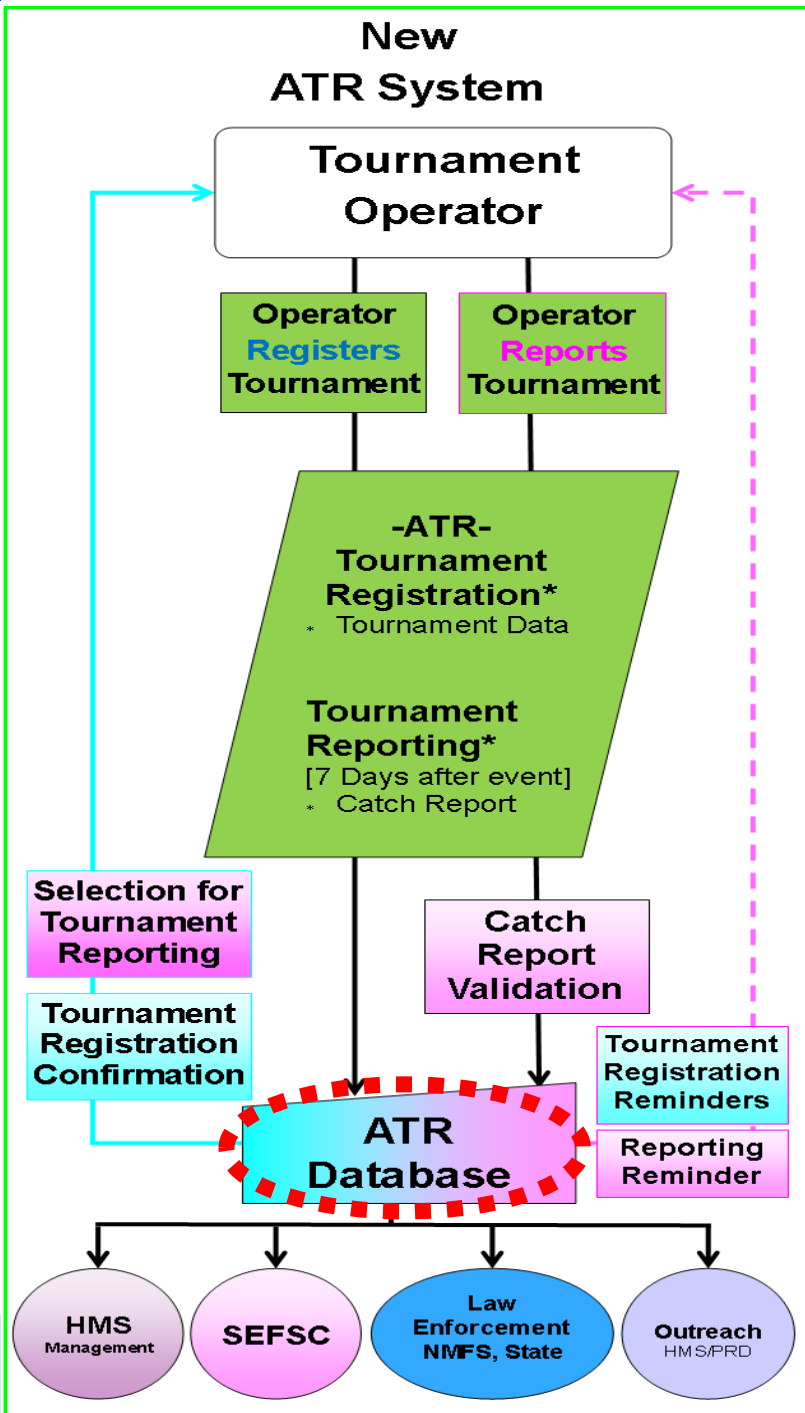 New
ATR System
Tournament
Operator
Operator
Registers
Tournament
Operator
Reports
Tournament
-ATR-
Tournament
Registration*
* Tournament Data
Tournament
Reporting*
[7 Days after event]
* Catch Report
Selection for
Tournament
Reporting
Tournament
Registration
Confirmation
Catch
Report
Validation
Tournament
Registration
Reminders
Reporting
Reminder
ATR
Database
HMS
Management
SEFSC
Law
Enforcement
NMFS, State
Outreach
HMS/PRD